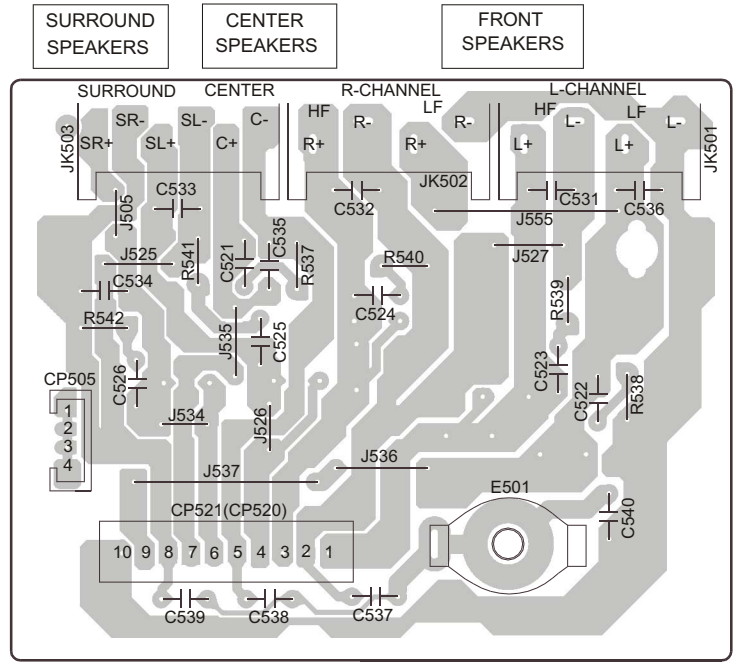 SURROUND
SPEAKERS
CENTER
SPEAKERS
FRONT
SPEAKERS
SURROUND
CENTER
R-CHANNEL
L-CHANNEL
JK503
SR+
SR-
SL+
SL-
C+
C-
HF
R+
R-
LF
R+
R-
HF
L+
L-
LF
L+
L-
JK501
JK502
J505
C533
C532
C531
C536
J555
J525
R541
C521
C535
R537
R540
J527
C534
R539
R542
J535
C525
C524
C526
C523
C522
R538
CP505
1
2
3
4
J534
J526
J537
J536
CP521(CP520)
E501
C540
10 9 8 7 6 5 4 3 2 1
C539
C538
C537